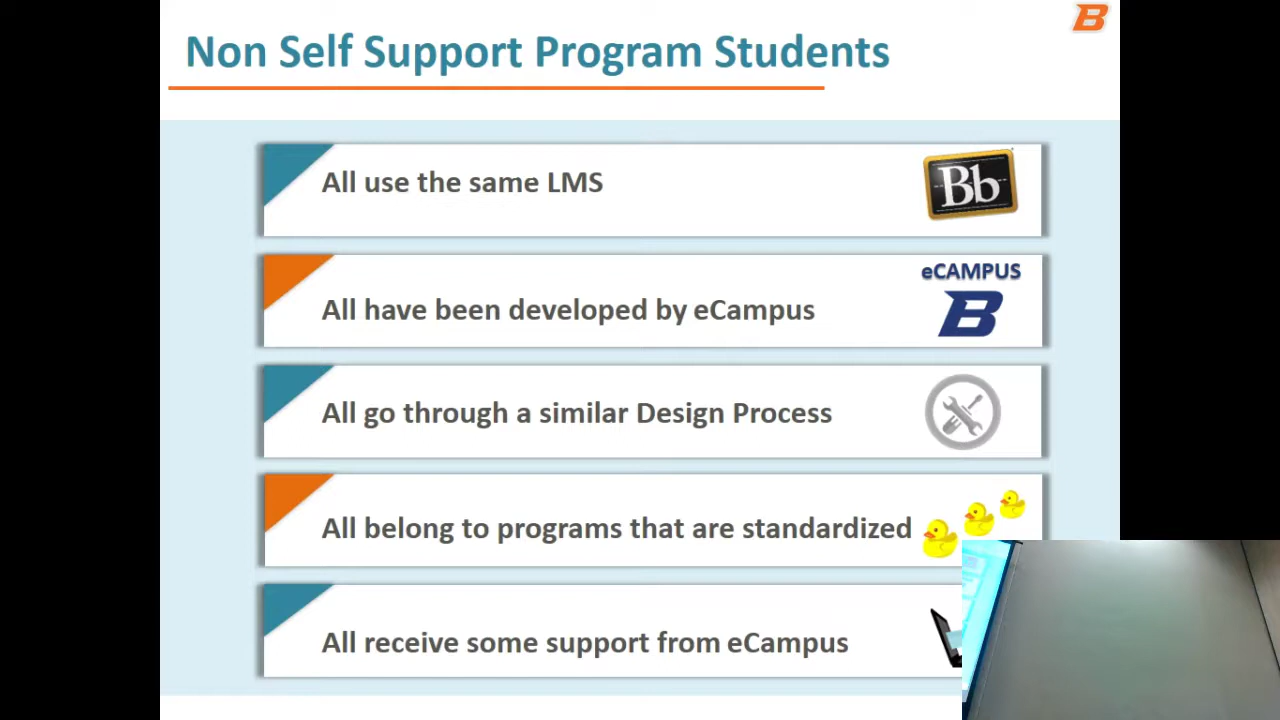 B
Non Self Support Program Students
All use the same LMS
Bb
eCAMPUS
B
All have been developed by eCampus
All go through a similar Design Process
All belong to programs that are standardized
All receive some support from eCampus